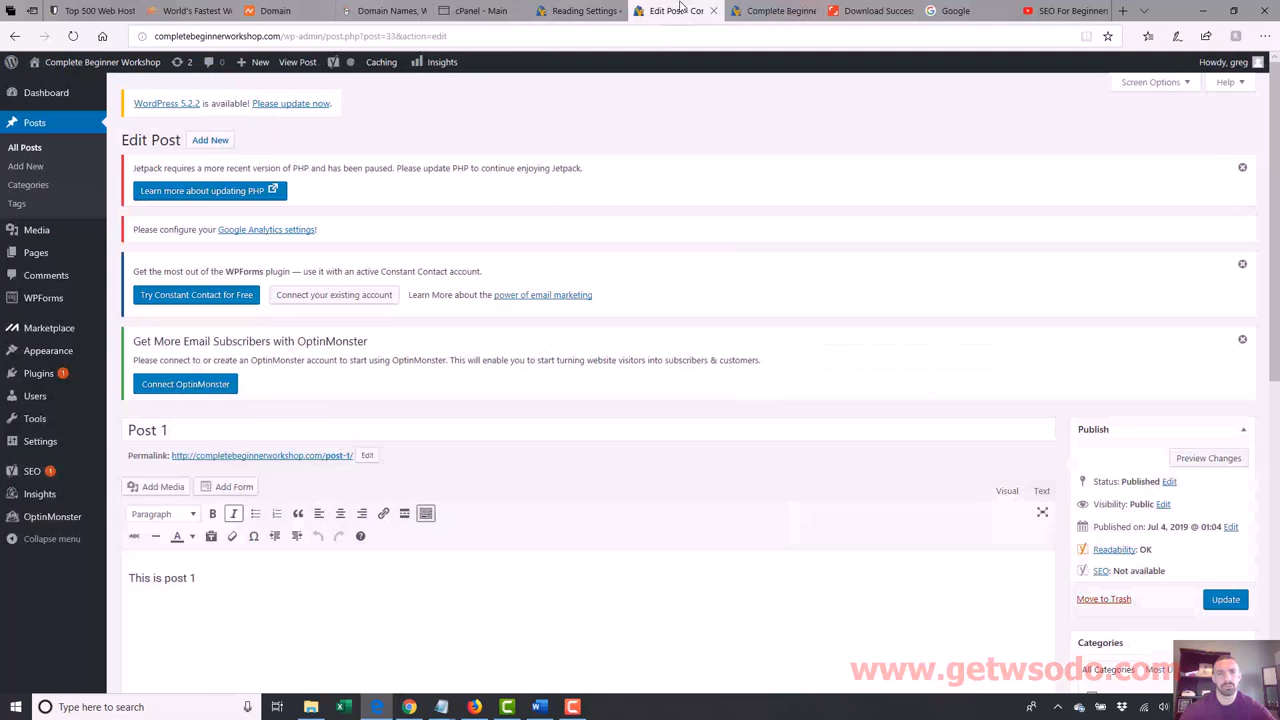 Top 500 Web Host
World's Fastest W
Domain
Domain Names, W
cPanel - Main
Reading Settings
Edit Post
Complete Beginne
Download Success
Google
SEO For Beginners
completebeginnerworkshop.com/wp-admin/post.php?post=33&action=edit
Complete Beginner Workshop
2
0
New
View Post
Caching
Insights
Howdy, greg
Screen Options
Help
Dashboard
Posts
All Posts
Add New
Categories
Tags
Media
Pages
Comments
WPForms
Marketplace
Appearance
Plugins 1
Users
Tools
Settings
SEO 1
Insights
OptinMonster
Collapse menu
WordPress 5.2.2 is available! Please update now.
Edit Post
Add New
Jetpack requires a more recent version of PHP and has been paused. Please update PHP to continue enjoying Jetpack.
Learn more about updating PHP
Please configure your Google Analytics settings!
Get the most out of the WPForms plugin — use it with an active Constant Contact account.
Try Constant Contact for Free
Connect your existing account
Learn More about the power of email marketing
Get More Email Subscribers with OptinMonster
Please connect to or create an OptinMonster account to start using OptinMonster. This will enable you to start turning website visitors into subscribers & customers.
Connect OptinMonster
Post 1
Permalink: http://completebeginnerworkshop.com/post-1/
Edit
Add Media
Add Form
Visual
Text
Paragraph
B
I
ABC
A
This is post 1
Publish
Preview Changes
Status: Published Edit
Visibility: Public Edit
Published on: Jul 4, 2019 @ 01:04 Edit
Readability: OK
SEO: Not available
Move to Trash
Update
Categories
All Categories
Most U
www.getwsodo.com
Type here to search